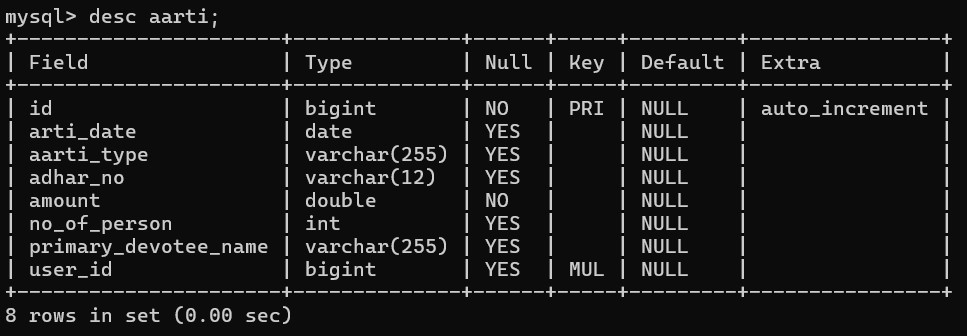 mysql> desc aarti;
+----------------------+--------------+------+-----+---------+----------------+
| Field                | Type         | Null | Key | Default | Extra          |
+----------------------+--------------+------+-----+---------+----------------+
| id                   | bigint       | NO   | PRI | NULL    | auto_increment |
| arti_date            | date         | YES  |     | NULL    |                |
| aarti_type           | varchar(255) | YES  |     | NULL    |                |
| adhar_no             | varchar(12)  | YES  |     | NULL    |                |
| amount               | double       | NO   |     | NULL    |                |
| no_of_person         | int          | YES  |     | NULL    |                |
| primary_devotee_name | varchar(255) | YES  |     | NULL    |                |
| user_id              | bigint       | YES  | MUL | NULL    |                |
+----------------------+--------------+------+-----+---------+----------------+
8 rows in set (0.00 sec)